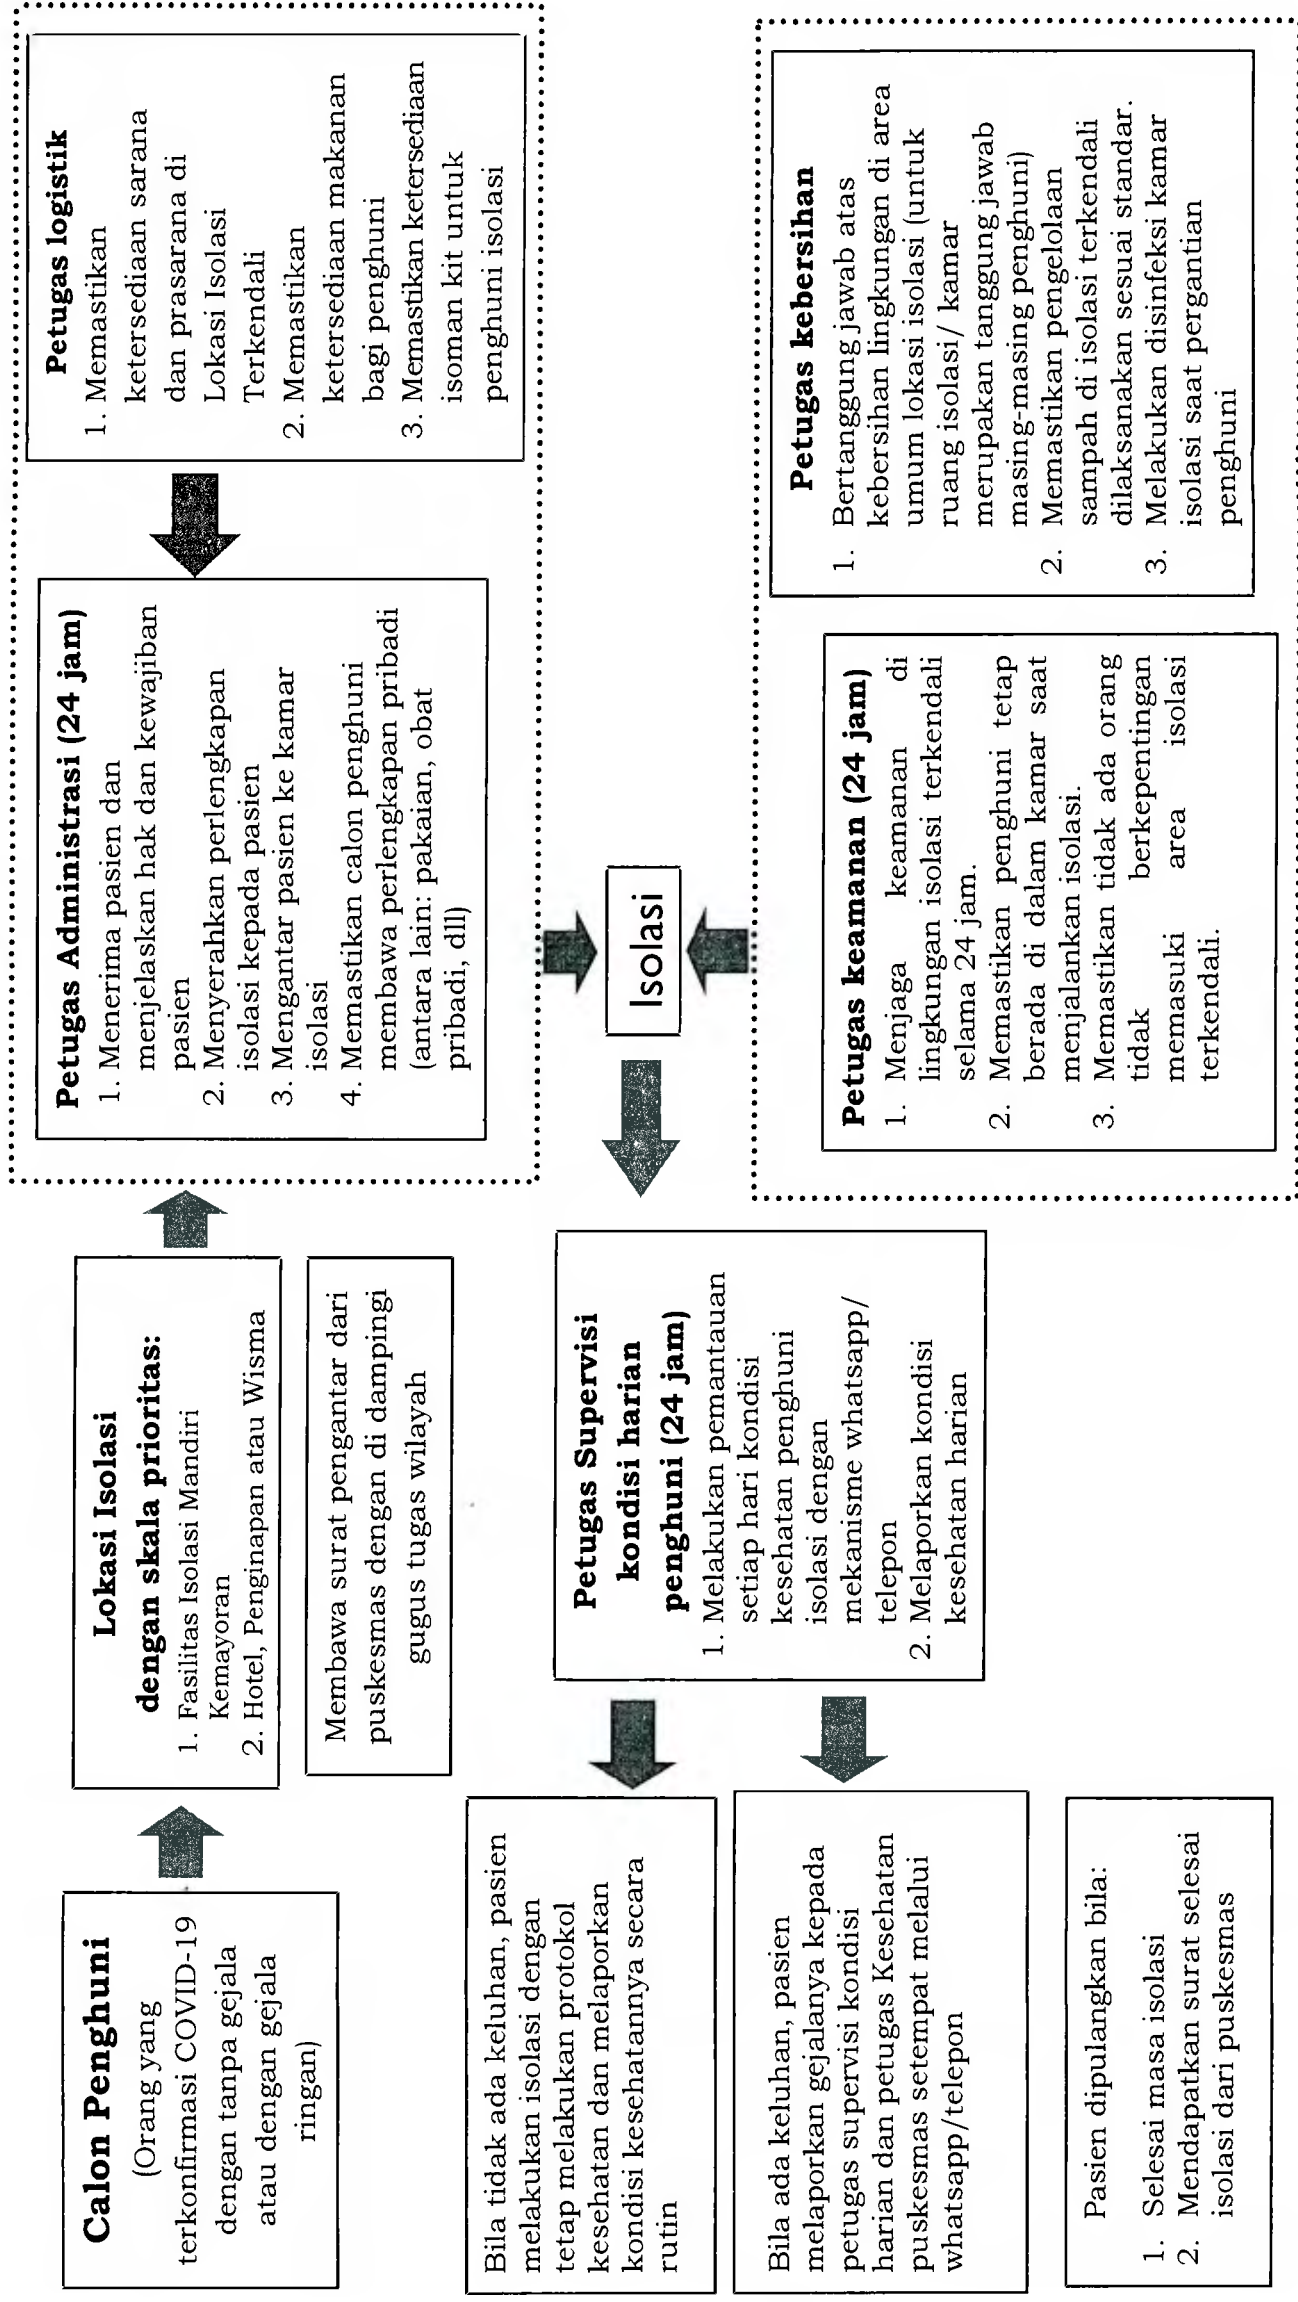 Calon Penghuni
(Orang yang
terkonfirmasi COVID-19
dengan tanpa gejala
atau dengan gejala
ringan)
Lokasi Isolasi
dengan skala prioritas:
1. Fasilitas Isolasi Mandiri
Kemayoran
2. Hotel, Penginapan atau Wisma
Membawa surat pengantar dari
puskesmas dengan di dampingi
gugus tugas wilayah
Petugas Administrasi (24 jam)
1. Menerima pasien dan
menjelaskan hak dan kewajiban
pasien
2. Menyerahkan perlengkapan
isolasi kepada pasien
3. Mengantar pasien ke kamar
isolasi
4. Memastikan calon penghuni
membawa perlengkapan pribadi
(antara lain: pakaian, obat
pribadi, dll)
Petugas logistik
1. Memastikan
ketersediaan sarana
dan prasarana di
Lokasi Isolasi
Terkendali
2. Memastikan
ketersediaan makanan
bagi penghuni
3. Memastikan ketersediaan
isoman kit untuk
penghuni isolasi
Isolasi
Petugas Supervisi
kondisi harian
penghuni (24 jam)
1. Melakukan pemantauan
setiap hari kondisi
kesehatan penghuni
isolasi dengan
mekanisme whatsapp/
telepon
2. Melaporkan kondisi
kesehatan harian
Bila tidak ada keluhan, pasien
melakukan isolasi dengan
tetap melakukan protokol
kesehatan dan melaporkan
kondisi kesehatannya secara
rutin
Bila ada keluhan, pasien
melaporkan gejalanya kepada
petugas supervisi kondisi
harian dan petugas Kesehatan
puskesmas setempat melalui
whatsapp/telepon
Pasien dipulangkan bila:
1. Selesai masa isolasi
2. Mendapatkan surat selesai
isolasi dari puskesmas
Petugas keamanan (24 jam)
1. Menjaga keamanan di
lingkungan isolasi terkendali
selama 24 jam.
2. Memastikan penghuni tetap
berada di dalam kamar saat
menjalankan isolasi.
3. Memastikan tidak ada orang
tidak berkepentingan
memasuki area isolasi
terkendali.
Petugas kebersihan
1. Bertanggung jawab atas
kebersihan lingkungan di area
umum lokasi isolasi (untuk
ruang isolasi/ kamar
merupakan tanggung jawab
masing-masing penghuni)
2. Memastikan pengelolaan
sampah di isolasi terkendali
dilaksanakan sesuai standar.
3. Melakukan disinfeksi kamar
isolasi saat pergantian
penghuni